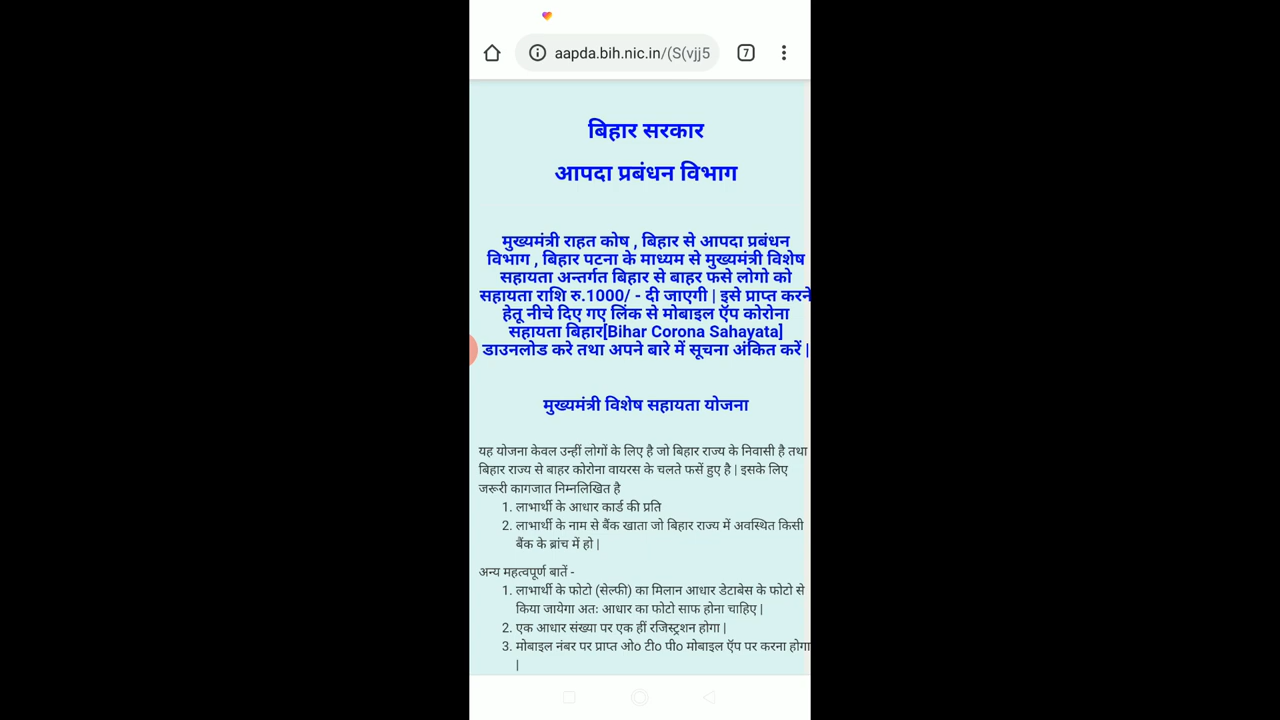 aapda.bih.nic.in/(S(vjj5
7
बिहार सरकार
आपदा प्रबंधन विभाग
मुख्यमंत्री राहत कोष , बिहार से आपदा प्रबंधन
विभाग , बिहार पटना के माध्यम से मुख्यमंत्री विशेष
सहायता अन्तर्गत बिहार से बाहर फसे लोगो को
सहायता राशि रु.1000/ - दी जाएगी | इसे प्राप्त करने
हेतू नीचे दिए गए लिंक से मोबाइल ऍप कोरोना
सहायता बिहार[Bihar Corona Sahayata]
डाउनलोड करे तथा अपने बारे में सूचना अंकित करें |
मुख्यमंत्री विशेष सहायता योजना
यह योजना केवल उन्हीं लोगों के लिए है जो बिहार राज्य के निवासी है तथा
बिहार राज्य से बाहर कोरोना वायरस के चलते फसें हुए है | इसके लिए
जरूरी कागजात निम्नलिखित है
1. लाभार्थी के आधार कार्ड की प्रति
2. लाभार्थी के नाम से बैंक खाता जो बिहार राज्य में अवस्थित किसी
बैंक के ब्रांच में हो |
अन्य महत्वपूर्ण बातें -
1. लाभार्थी के फोटो (सेल्फी) का मिलान आधार डेटाबेस के फोटो से
किया जायेगा अतः आधार का फोटो साफ होना चाहिए |
2. एक आधार संख्या पर एक हीं रजिस्ट्रशन होगा |
3. मोबाइल नंबर पर प्राप्त ओo टीo पीo मोबाइल ऍप पर करना होगा
|